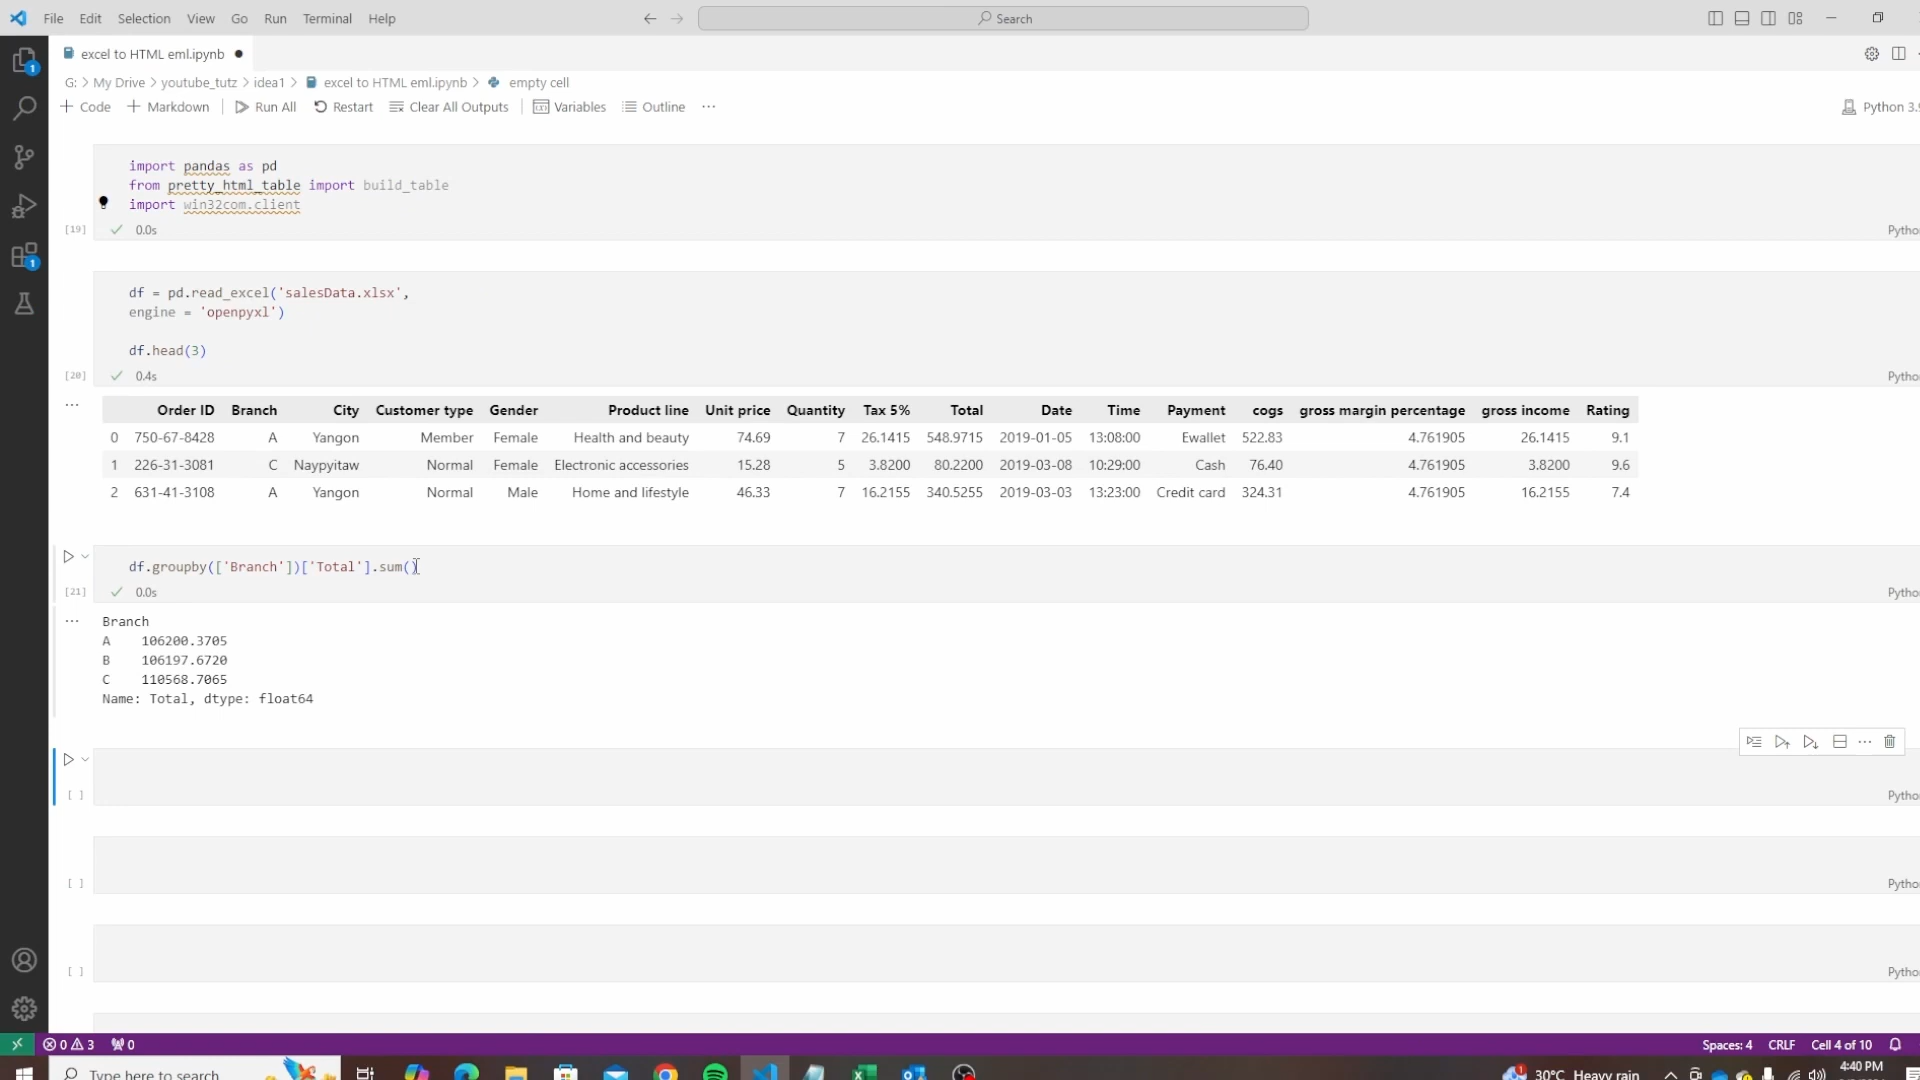 File Edit Selection View Go Run Terminal Help
Search
excel to HTML eml.ipynb
G: > My Drive > youtube_tutz > idea1 > excel to HTML eml.ipynb > empty cell
+ Code + Markdown Run All Restart Clear All Outputs Variables Outline ...
Python 3.9
import pandas as pd
from pretty_html_table import build_table
import win32com.client
[19] 0.0s
Pytho
df = pd.read_excel('salesData.xlsx',
engine = 'openpyxl')
df.head(3)
[20] 0.4s
Pytho
... Order ID Branch City Customer type Gender Product line Unit price Quantity Tax 5% Total Date Time Payment cogs gross margin percentage gross income Rating
0 750-67-8428 A Yangon Member Female Health and beauty 74.69 7 26.1415 548.9715 2019-01-05 13:08:00 Ewallet 522.83 4.761905 26.1415 9.1
1 226-31-3081 C Naypyitaw Normal Female Electronic accessories 15.28 5 3.8200 80.2200 2019-03-08 10:29:00 Cash 76.40 4.761905 3.8200 9.6
2 631-41-3108 A Yangon Normal Male Home and lifestyle 46.33 7 16.2155 340.5255 2019-03-03 13:23:00 Credit card 324.31 4.761905 16.2155 7.4
df.groupby(['Branch'])['Total'].sum()
[21] 0.0s
Pytho
... Branch
A 106200.3705
B 106197.6720
C 110568.7065
Name: Total, dtype: float64
[ ]
Pytho
[ ]
Pytho
[ ]
Pytho
0 3 0
Spaces: 4 CRLF Cell 4 of 10
Type here to search
30°C Heavy rain
4:40 PM